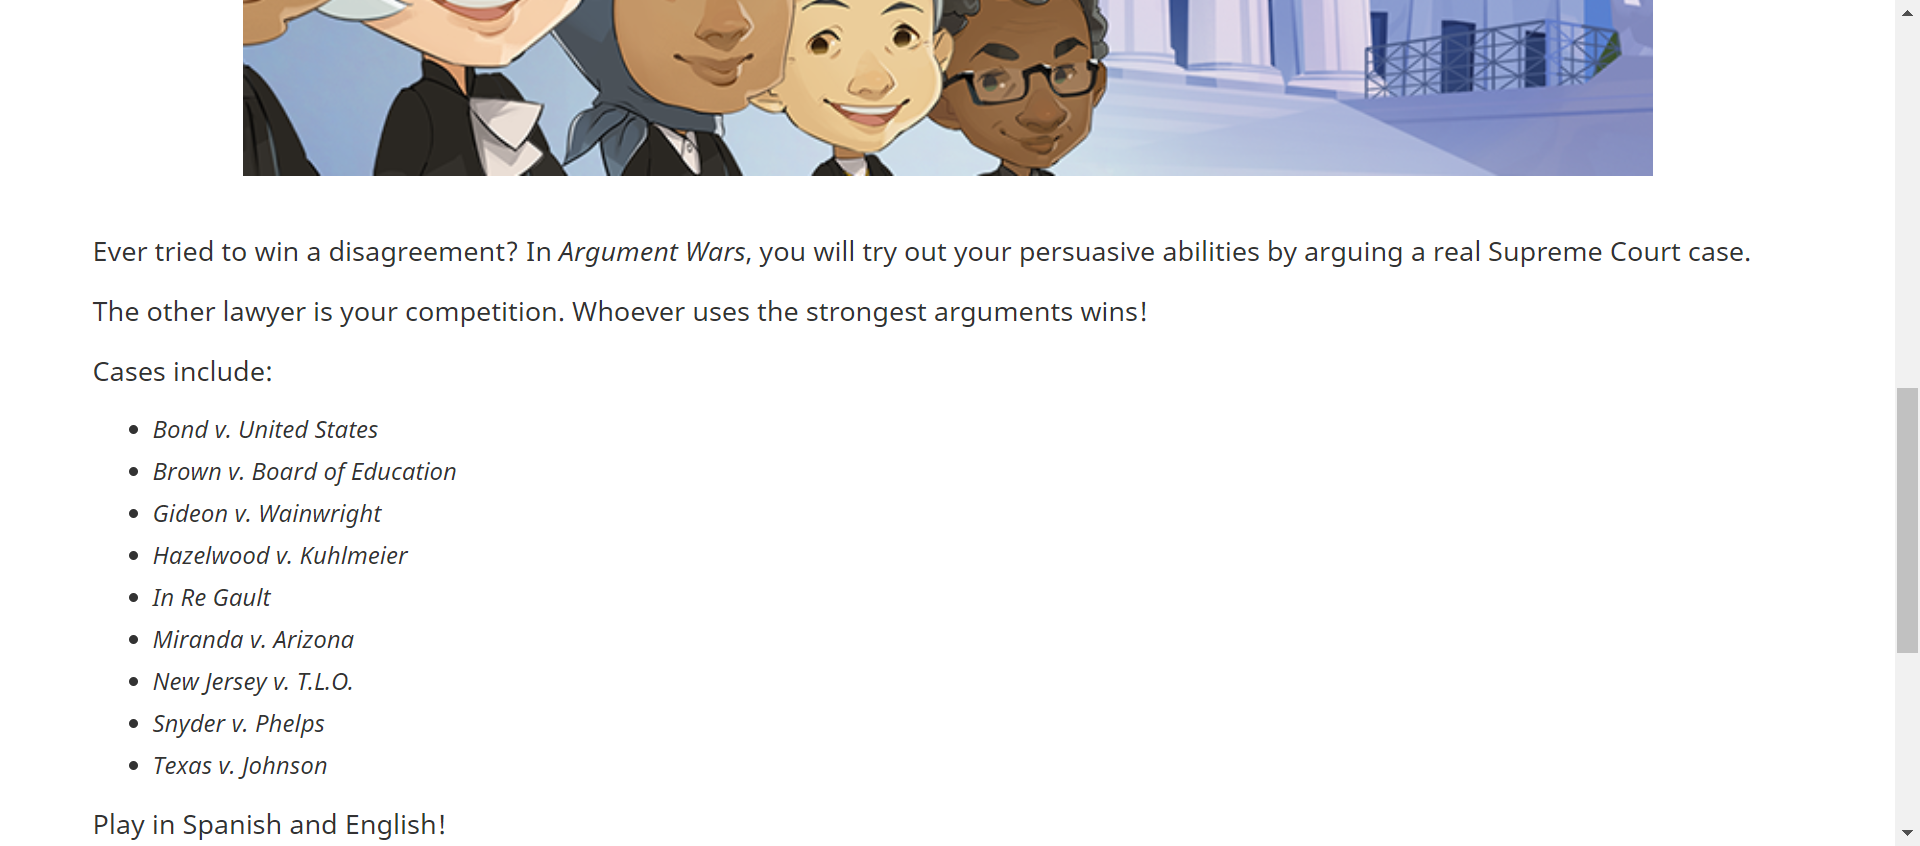 Ever tried to win a disagreement? In Argument Wars, you will try out your persuasive abilities by arguing a real Supreme Court case.
The other lawyer is your competition. Whoever uses the strongest arguments wins!
Cases include:
Bond v. United States
Brown v. Board of Education
Gideon v. Wainwright
Hazelwood v. Kuhlmeier
In Re Gault
Miranda v. Arizona
New Jersey v. T.L.O.
Snyder v. Phelps
Texas v. Johnson
Play in Spanish and English!